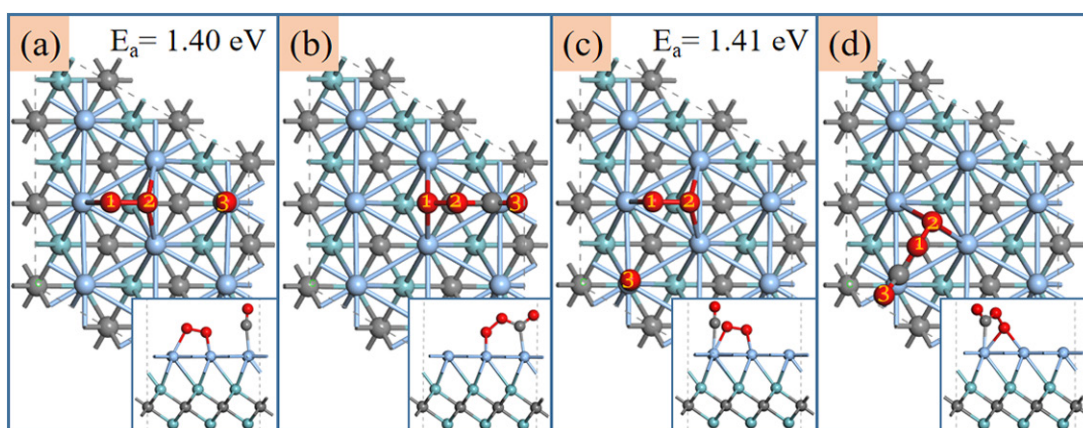 (a) Eₐ= 1.40 eV
(b)
(c) Eₐ= 1.41 eV
(d)
1 2 3
1 2 3
1 2 3
2
1
3